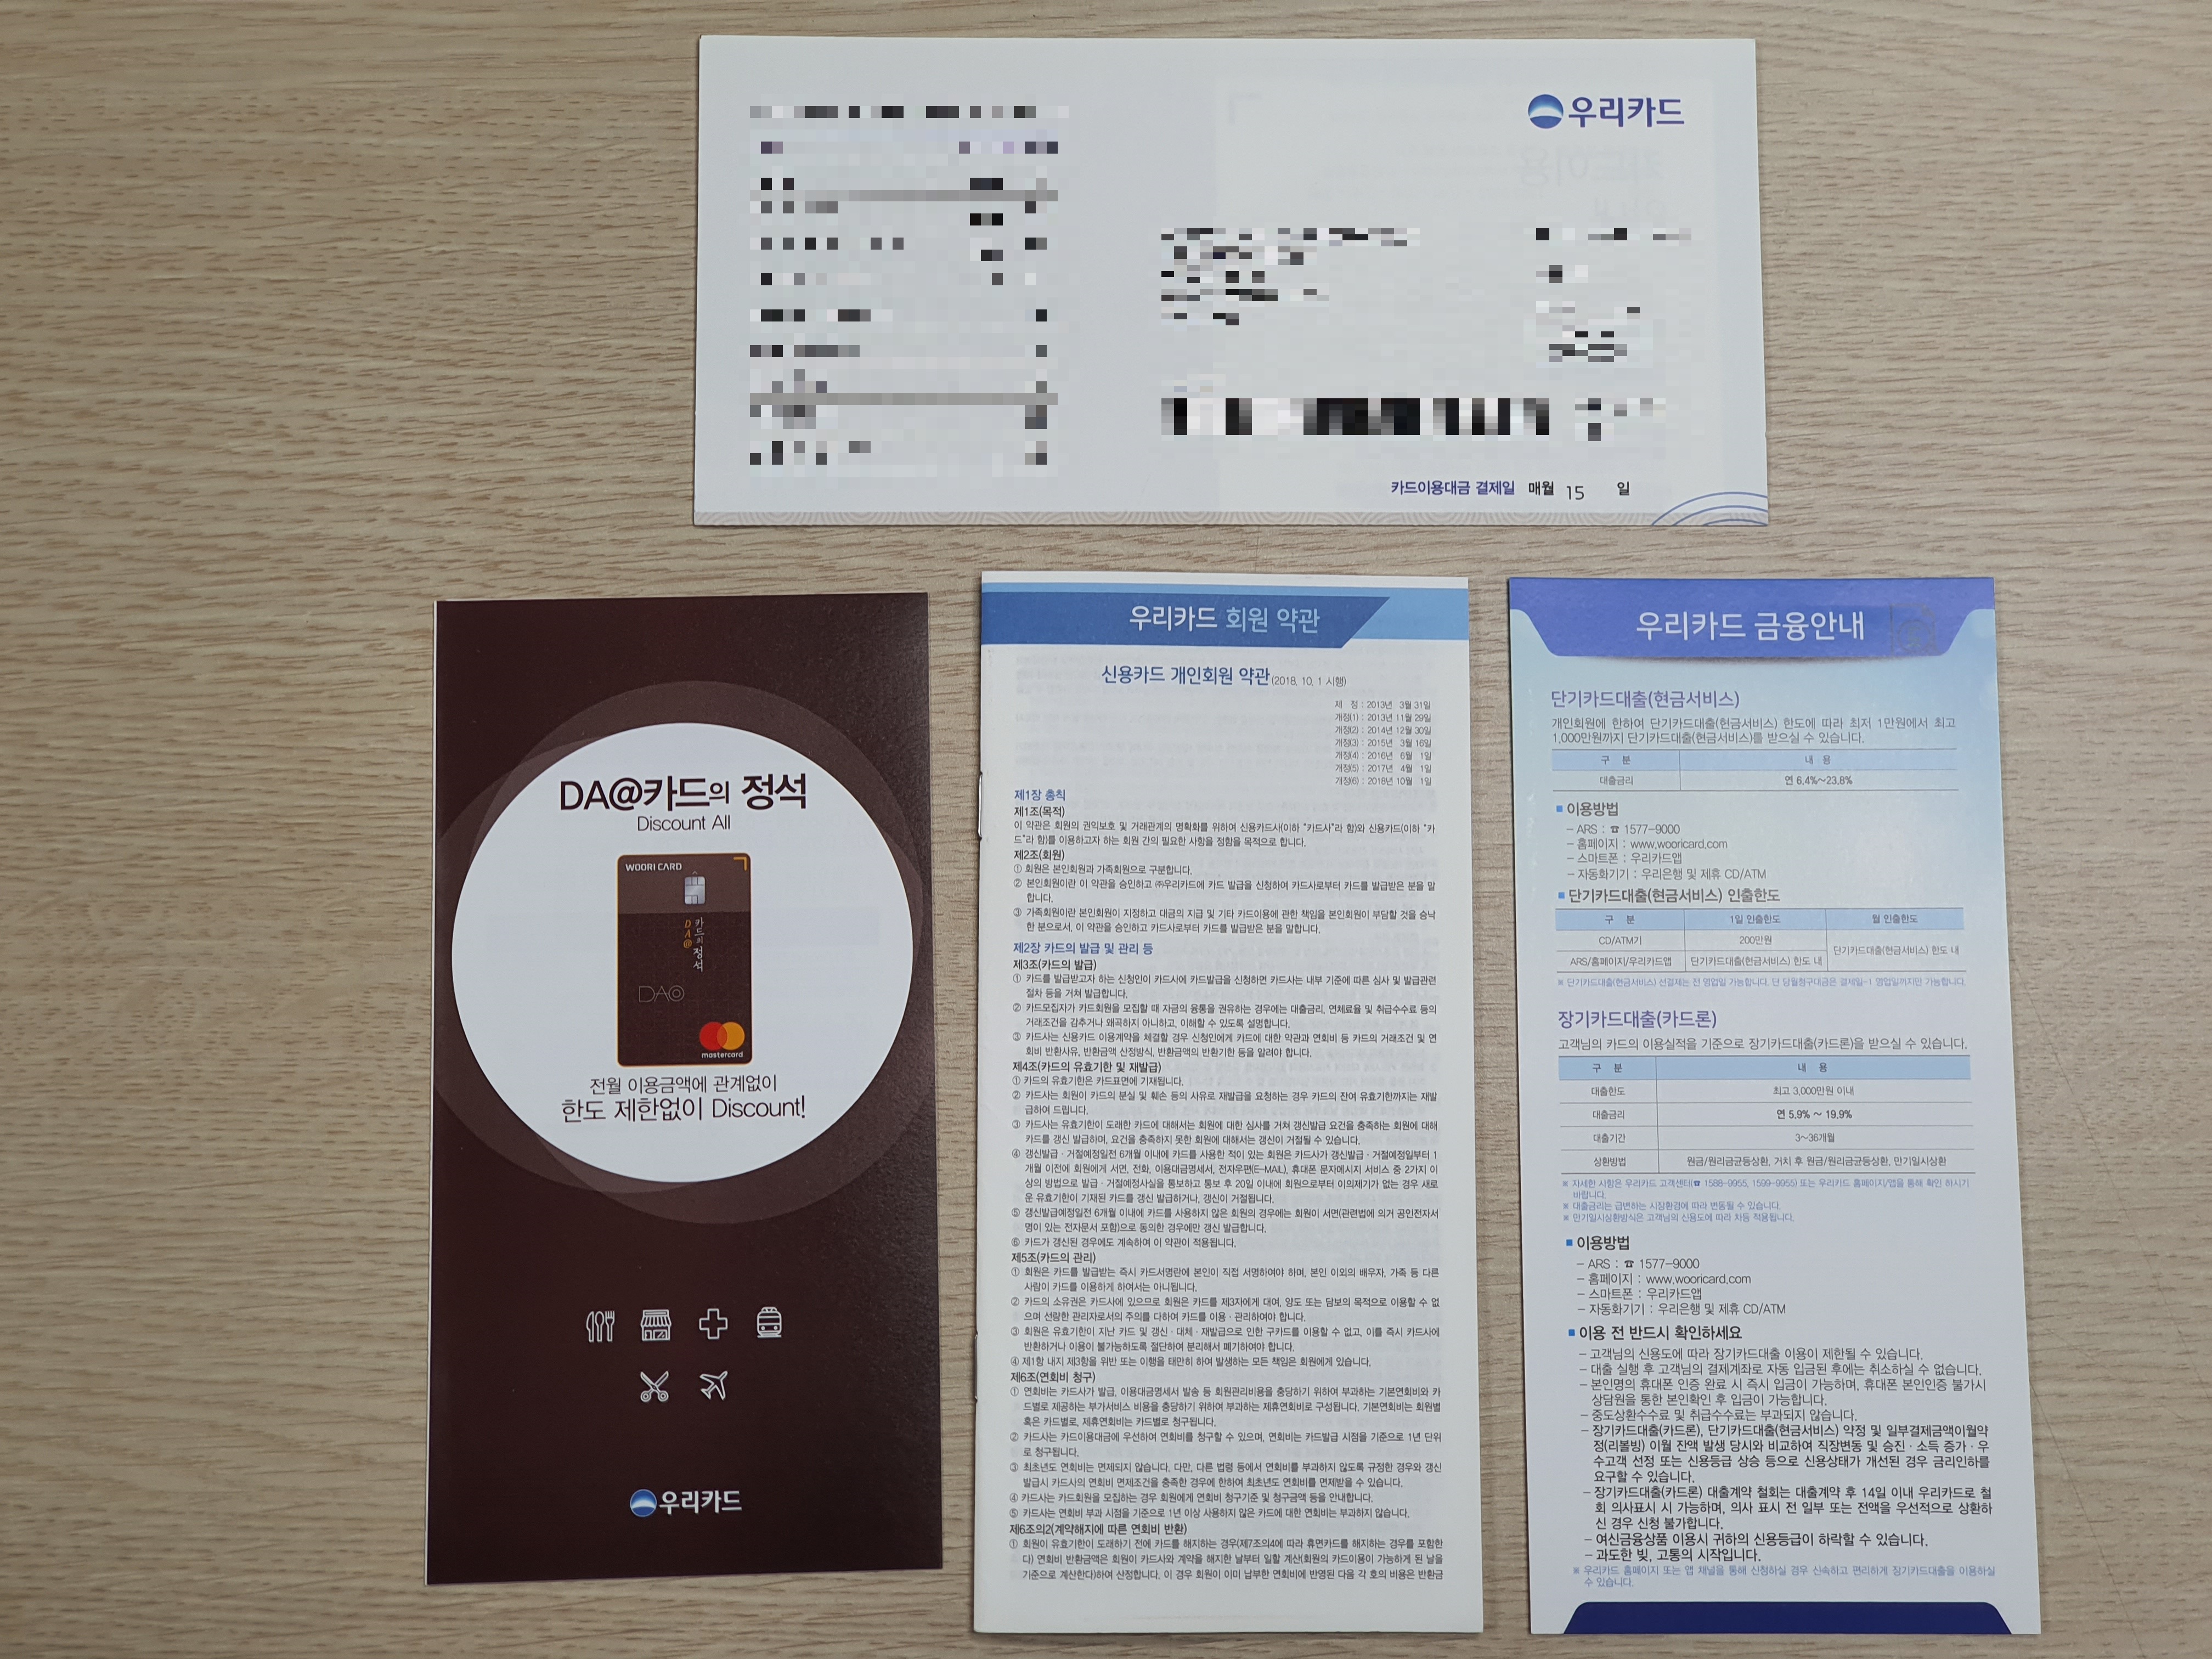 우리카드
카드이용대금 결제일 매월 15 일
DA@카드의 정석
Discount All
WOORI CARD
카드의 정석
DA@
DA@
mastercard
전월 이용금액에 관계없이
한도 제한없이 Discount!
우리카드
우리카드 회원 약관
신용카드 개인회원 약관(2018. 10. 1 시행)
제 정 : 2013년 3월 31일
개정(1) : 2013년 11월 29일
개정(2) : 2014년 12월 30일
개정(3) : 2015년 3월 16일
개정(4) : 2016년 6월 1일
개정(5) : 2017년 4월 1일
개정(6) : 2018년 10월 1일
제1장 총칙
제1조(목적)
이 약관은 회원의 권익보호 및 거래관계의 명확화를 위하여 신용카드사(이하 "카드사"라 함)와 신용카드(이하 "카
드"라 함)를 이용하고자 하는 회원 간의 필요한 사항을 정함을 목적으로 합니다.
제2조(회원)
① 회원은 본인회원과 가족회원으로 구분합니다.
② 본인회원이란 이 약관을 승인하고 ㈜우리카드에 카드 발급을 신청하여 카드사로부터 카드를 발급받은 분을 말
합니다.
③ 가족회원이란 본인회원이 지정하고 대금의 지급 및 기타 카드이용에 관한 책임을 본인회원이 부담할 것을 승낙
한 분으로서, 이 약관을 승인하고 카드사로부터 카드를 발급받은 분을 말합니다.
제2장 카드의 발급 및 관리 등
제3조(카드의 발급)
① 카드를 발급받고자 하는 신청인이 카드사에 카드발급을 신청하면 카드사는 내부 기준에 따른 심사 및 발급관련
절차 등을 거쳐 발급합니다.
② 카드모집자가 카드회원을 모집할 때 자금의 융통을 권유하는 경우에는 대출금리, 연체료율 및 취급수수료 등의
거래조건을 감추거나 왜곡하지 아니하고, 이해할 수 있도록 설명합니다.
③ 카드사는 신용카드 이용계약을 체결할 경우 신청인에게 카드에 대한 약관과 연회비 등 카드의 거래조건 및 연
회비 반환사유, 반환금액 산정방식, 반환금액의 반환기한 등을 알려야 합니다.
제4조(카드의 유효기한 및 재발급)
① 카드의 유효기한은 카드표면에 기재됩니다.
② 카드사는 회원이 카드의 분실 및 훼손 등의 사유로 재발급을 요청하는 경우 카드의 잔여 유효기한까지는 재발
급하여 드립니다.
③ 카드사는 유효기한이 도래한 카드에 대해서는 회원에 대한 심사를 거쳐 갱신발급 요건을 충족하는 회원에 대해
카드를 갱신 발급하며, 요건을 충족하지 못한 회원에 대해서는 갱신이 거절될 수 있습니다.
④ 갱신발급 · 거절예정일전 6개월 이내에 카드를 사용한 적이 있는 회원은 카드사가 갱신발급 · 거절예정일부터 1
개월 이전에 회원에게 서면, 전화, 이용대금명세서, 전자우편(E-MAIL), 휴대폰 문자메시지 서비스 중 2가지 이
상의 방법으로 발급 · 거절예정사실을 통보하고 통보 후 20일 이내에 회원으로부터 이의제기가 없는 경우 새로
운 유효기한이 기재된 카드를 갱신 발급하거나, 갱신이 거절됩니다.
⑤ 갱신발급예정일전 6개월 이내에 카드를 사용하지 않은 회원의 경우에는 회원이 서면(관련법에 의거 공인전자서
명이 있는 전자문서 포함)으로 동의한 경우에만 갱신 발급합니다.
⑥ 카드가 갱신된 경우에도 계속하여 이 약관이 적용됩니다.
제5조(카드의 관리)
① 회원은 카드를 발급받는 즉시 카드서명란에 본인이 직접 서명하여야 하며, 본인 이외의 배우자, 가족 등 다른
사람이 카드를 이용하게 하여서는 아니됩니다.
② 카드의 소유권은 카드사에 있으므로 회원은 카드를 제3자에게 대여, 양도 또는 담보의 목적으로 이용할 수 없
으며 선량한 관리자로서의 주의를 다하여 카드를 이용 · 관리하여야 합니다.
③ 회원은 유효기한이 지난 카드 및 갱신 · 대체 · 재발급으로 인한 구카드를 이용할 수 없고, 이를 즉시 카드사에
반환하거나 이용이 불가능하도록 절단하여 분리해서 폐기하여야 합니다.
④ 제1항 내지 제3항을 위반 또는 이행을 태만히 하여 발생하는 모든 책임은 회원에게 있습니다.
제6조(연회비 청구)
① 연회비는 카드사가 발급, 이용대금명세서 발송 등 회원관리비용을 충당하기 위하여 부과하는 기본연회비와 카
드별로 제공하는 부가서비스 비용을 충당하기 위하여 부과하는 제휴연회비로 구성됩니다. 기본연회비는 회원별
혹은 카드별로, 제휴연회비는 카드별로 청구됩니다.
② 카드사는 카드이용대금에 우선하여 연회비를 청구할 수 있으며, 연회비는 카드발급 시점을 기준으로 1년 단위
로 청구됩니다.
③ 최초년도 연회비는 면제되지 않습니다. 다만, 다른 법령 등에서 연회비를 부과하지 않도록 규정한 경우와 갱신
발급시 카드사의 연회비 면제조건을 충족한 경우에 한하여 최초년도 연회비를 면제받을 수 있습니다.
④ 카드사는 카드회원을 모집하는 경우 회원에게 연회비 청구기준 및 청구금액 등을 안내합니다.
⑤ 카드사는 연회비 부과 시점을 기준으로 1년 이상 사용하지 않은 카드에 대한 연회비는 부과하지 않습니다.
제6조의2(계약해지에 따른 연회비 반환)
① 회원이 유효기한이 도래하기 전에 카드를 해지하는 경우(제7조의4에 따라 휴면카드를 해지하는 경우를 포함한
다) 연회비 반환금액은 회원이 카드사와 계약을 해지한 날부터 일할 계산(회원의 카드이용이 가능하게 된 날을
기준으로 계산한다)하여 산정합니다. 이 경우 회원이 이미 납부한 연회비에 반영된 다음 각 호의 비용은 반환금
우리카드 금융안내
단기카드대출(현금서비스)
개인회원에 한하여 단기카드대출(현금서비스) 한도에 따라 최저 1만원에서 최고
1,000만원까지 단기카드대출(현금서비스)를 받으실 수 있습니다.
구 분 내 용
대출금리 연 6.4%~23.8%
■ 이용방법
- ARS : ☎ 1577-9000
- 홈페이지 : www.wooricard.com
- 스마트폰 : 우리카드앱
- 자동화기기 : 우리은행 및 제휴 CD/ATM
■ 단기카드대출(현금서비스) 인출한도
구 분 1일 인출한도 월 인출한도
CD/ATM기 200만원 단기카드대출(현금서비스) 한도 내
ARS/홈페이지/우리카드앱 단기카드대출(현금서비스) 한도 내
※ 단기카드대출(현금서비스) 선결제는 전 영업일 가능합니다. 단 당월청구대금은 결제일-1 영업일까지만 가능합니다.
장기카드대출(카드론)
고객님의 카드의 이용실적을 기준으로 장기카드대출(카드론)을 받으실 수 있습니다.
구 분 내 용
대출한도 최고 3,000만원 이내
대출금리 연 5.9% ~ 19.9%
대출기간 3~36개월
상환방법 원금/원리금균등상환, 거치 후 원금/원리금균등상환, 만기일시상환
※ 자세한 사항은 우리카드 고객센터(☎ 1588-9955, 1599-9955) 또는 우리카드 홈페이지/앱을 통해 확인 하시기
바랍니다.
※ 대출금리는 급변하는 시장환경에 따라 변동될 수 있습니다.
※ 만기일시상환방식은 고객님의 신용도에 따라 차등 적용됩니다.
■ 이용방법
- ARS : ☎ 1577-9000
- 홈페이지 : www.wooricard.com
- 스마트폰 : 우리카드앱
- 자동화기기 : 우리은행 및 제휴 CD/ATM
■ 이용 전 반드시 확인하세요
- 고객님의 신용도에 따라 장기카드대출 이용이 제한될 수 있습니다.
- 대출 실행 후 고객님의 결제계좌로 자동 입금된 후에는 취소하실 수 없습니다.
- 본인명의 휴대폰 인증 완료 시 즉시 입금이 가능하며, 휴대폰 본인인증 불가시
상담원을 통한 본인확인 후 입금이 가능합니다.
- 중도상환수수료 및 취급수수료는 부과되지 않습니다.
- 장기카드대출(카드론), 단기카드대출(현금서비스) 약정 및 일부결제금액이월약
정(리볼빙) 이월 잔액 발생 당시와 비교하여 직장변동 및 승진 · 소득 증가 · 우
수고객 선정 또는 신용등급 상승 등으로 신용상태가 개선된 경우 금리인하를
요구할 수 있습니다.
- 장기카드대출(카드론) 대출계약 철회는 대출계약 후 14일 이내 우리카드로 철
회 의사표시 시 가능하며, 의사 표시 전 일부 또는 전액을 우선적으로 상환하
신 경우 신청 불가합니다.
- 여신금융상품 이용시 귀하의 신용등급이 하락할 수 있습니다.
- 과도한 빚, 고통의 시작입니다.
※ 우리카드 홈페이지 또는 앱 채널을 통해 신청하실 경우 신속하고 편리하게 장기카드대출을 이용하실
수 있습니다.